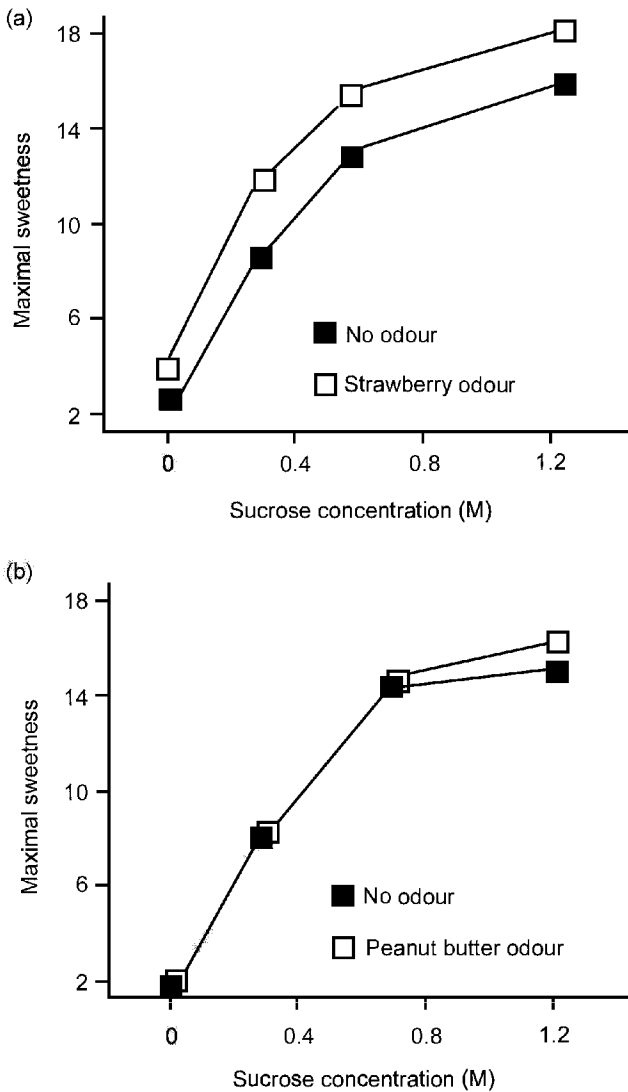 (a)
18
14
10
6
2
Maximal sweetness
No odour
Strawberry odour
0 0.4 0.8 1.2
Sucrose concentration (M)
(b)
18
14
10
6
2
Maximal sweetness
No odour
Peanut butter odour
0 0.4 0.8 1.2
Sucrose concentration (M)